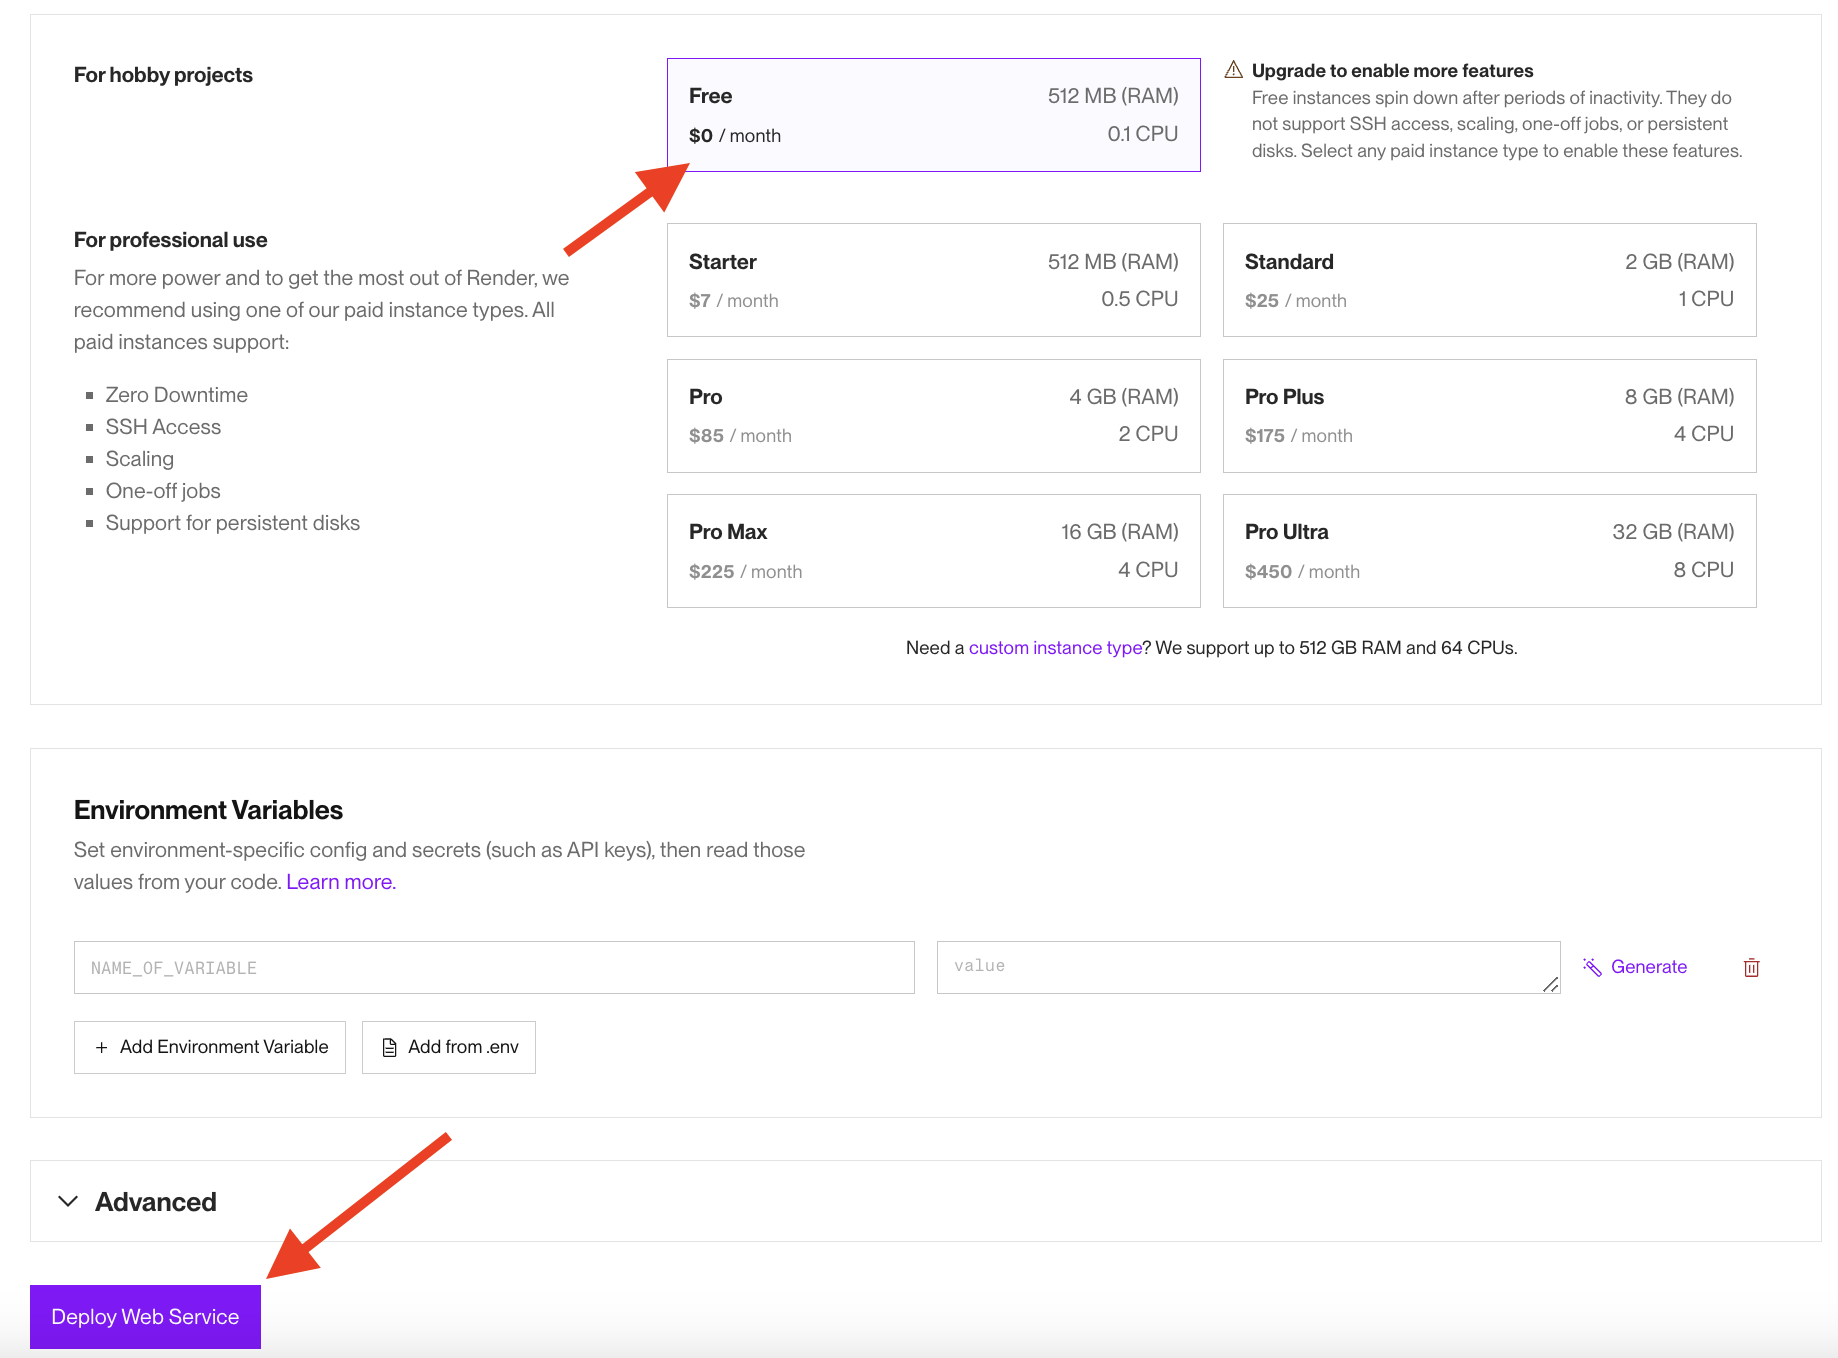 For hobby projects
Free
512 MB (RAM)
$0 / month
0.1 CPU
Upgrade to enable more features
Free instances spin down after periods of inactivity. They do
not support SSH access, scaling, one-off jobs, or persistent
disks. Select any paid instance type to enable these features.
For professional use
For more power and to get the most out of Render, we
recommend using one of our paid instance types. All
paid instances support:
Zero Downtime
SSH Access
Scaling
One-off jobs
Support for persistent disks
Starter
512 MB (RAM)
$7 / month
0.5 CPU
Standard
2 GB (RAM)
$25 / month
1 CPU
Pro
4 GB (RAM)
$85 / month
2 CPU
Pro Plus
8 GB (RAM)
$175 / month
4 CPU
Pro Max
16 GB (RAM)
$225 / month
4 CPU
Pro Ultra
32 GB (RAM)
$450 / month
8 CPU
Need a custom instance type? We support up to 512 GB RAM and 64 CPUs.
Environment Variables
Set environment-specific config and secrets (such as API keys), then read those
values from your code. Learn more.
NAME_OF_VARIABLE
value
Generate
+ Add Environment Variable
Add from .env
Advanced
Deploy Web Service